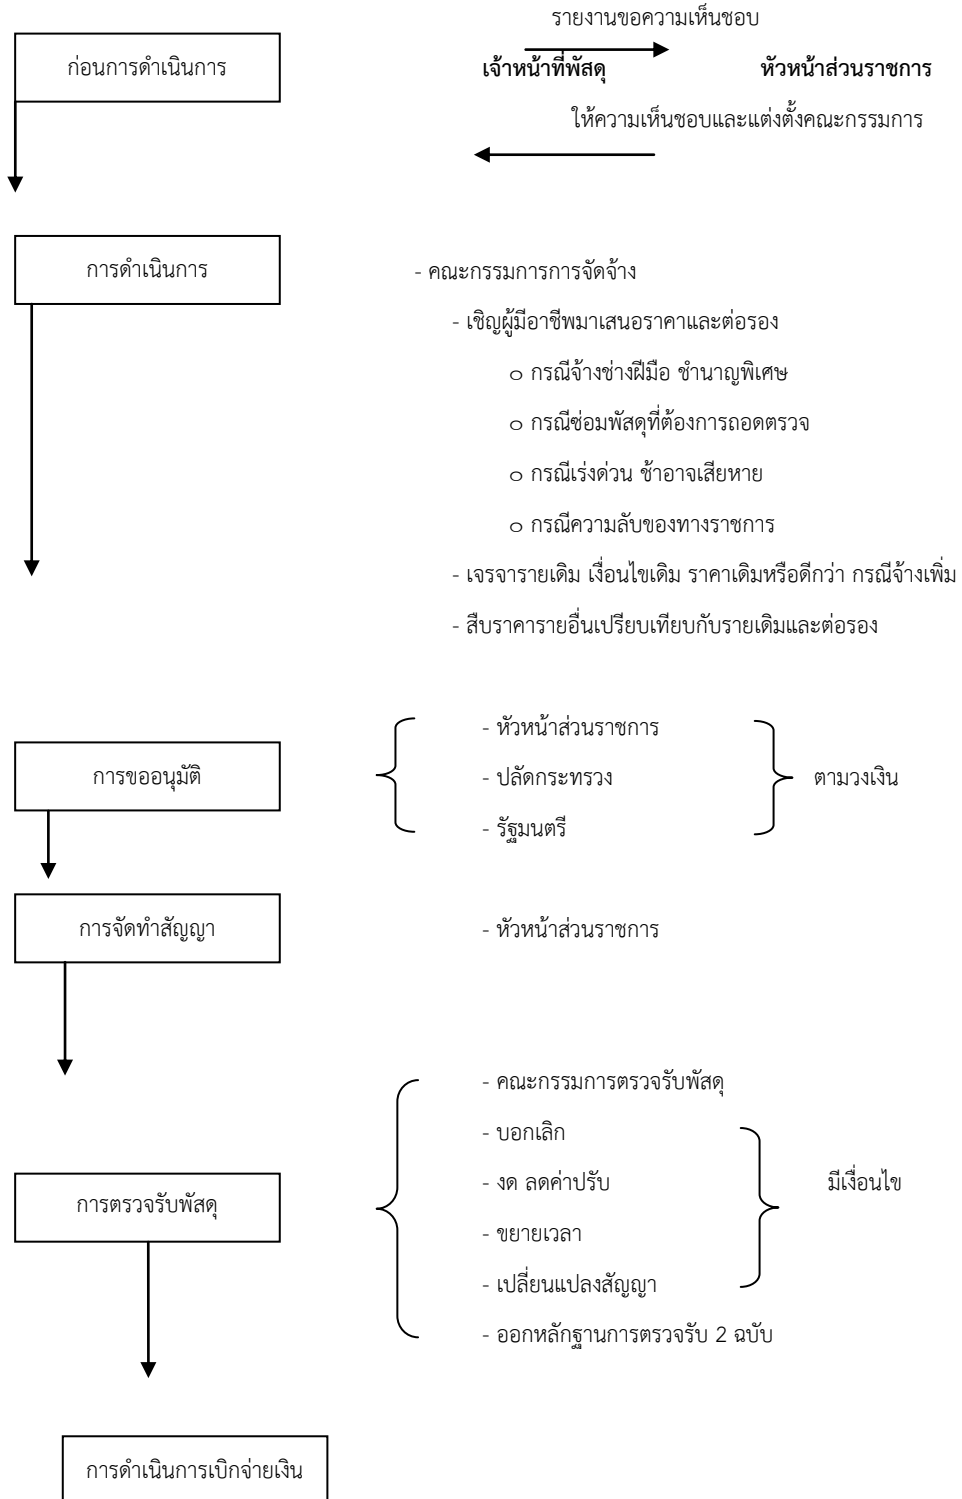 รายงานขอความเห็นชอบ
ก่อนการดำเนินการ
เจ้าหน้าที่พัสดุ หัวหน้าส่วนราชการ
ให้ความเห็นชอบและแต่งตั้งคณะกรรมการ
การดำเนินการ
- คณะกรรมการการจัดจ้าง
- เชิญผู้มีอาชีพมาเสนอราคาและต่อรอง
o กรณีจ้างช่างฝีมือ ชำนาญพิเศษ
o กรณีซ่อมพัสดุที่ต้องการถอดตรวจ
o กรณีเร่งด่วน ช้าอาจเสียหาย
o กรณีความลับของทางราชการ
- เจรจารายเดิม เงื่อนไขเดิม ราคาเดิมหรือดีกว่า กรณีจ้างเพิ่ม
- สืบราคารายอื่นเปรียบเทียบกับรายเดิมและต่อรอง
การขออนุมัติ
- หัวหน้าส่วนราชการ
- ปลัดกระทรวง
- รัฐมนตรี
ตามวงเงิน
การจัดทำสัญญา
- หัวหน้าส่วนราชการ
การตรวจรับพัสดุ
- คณะกรรมการตรวจรับพัสดุ
- บอกเลิก
- งด ลดค่าปรับ
- ขยายเวลา
- เปลี่ยนแปลงสัญญา
- ออกหลักฐานการตรวจรับ 2 ฉบับ
มีเงื่อนไข
การดำเนินการเบิกจ่ายเงิน